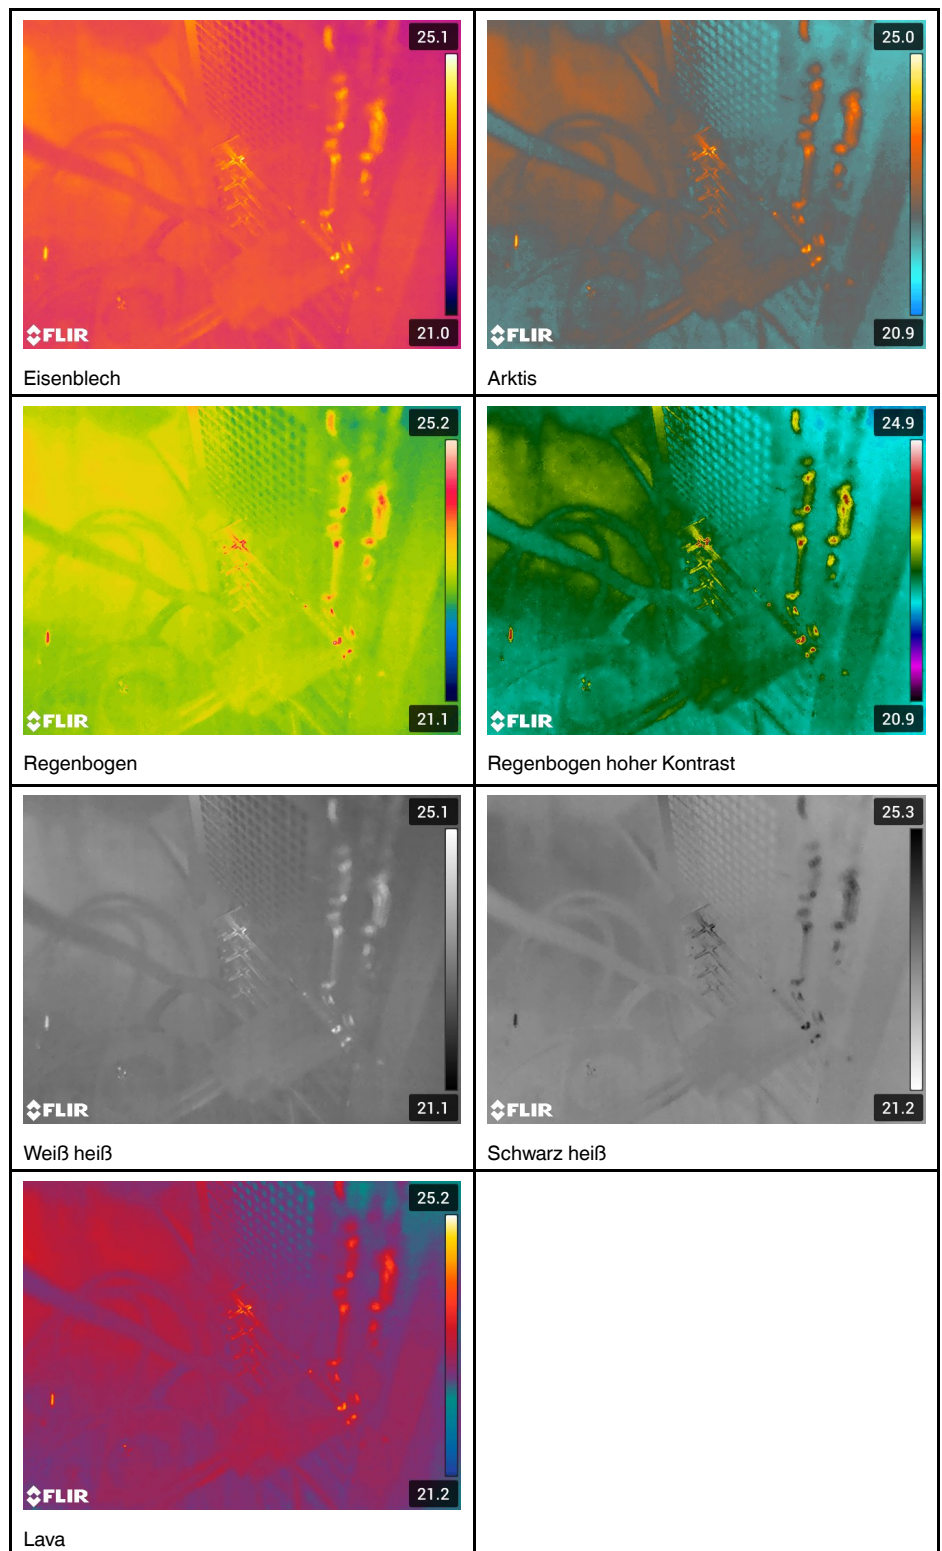 25.1
21.0
FLIR
Eisenblech
25.0
20.9
FLIR
Arktis
25.2
21.1
FLIR
Regenbogen
24.9
20.9
FLIR
Regenbogen hoher Kontrast
25.1
21.1
FLIR
Weiß heiß
25.3
21.2
FLIR
Schwarz heiß
25.2
21.2
FLIR
Lava